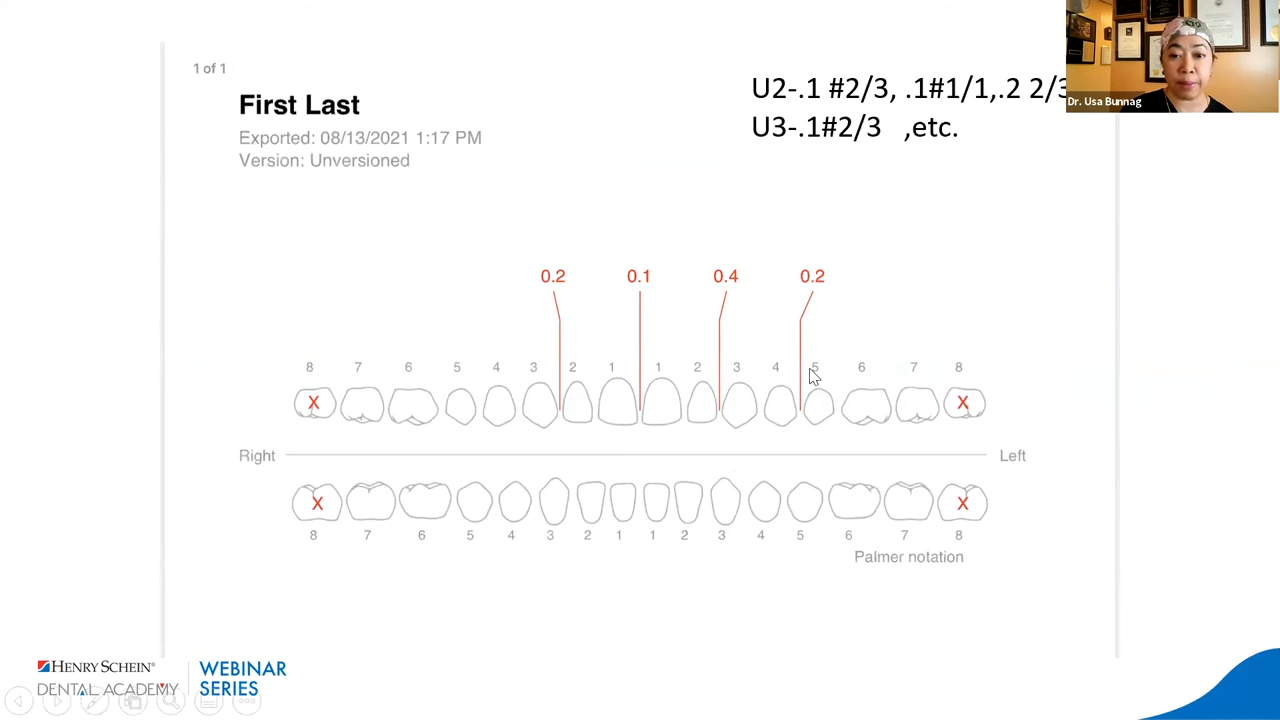 1 of 1
First Last
Exported: 08/13/2021 1:17 PM
Version: Unversioned
U2-.1 #2/3, .1#1/1,.2 2/3
U3-.1#2/3 ,etc.
Dr. Usa Bunnag
0.2 0.1 0.4 0.2
8 7 6 5 4 3 2 1 1 2 3 4 5 6 7 8
X X
Right Left
X X
8 7 6 5 4 3 2 1 1 2 3 4 5 6 7 8
Palmer notation
HENRY SCHEIN®
DENTAL ACADEMY
WEBINAR
SERIES